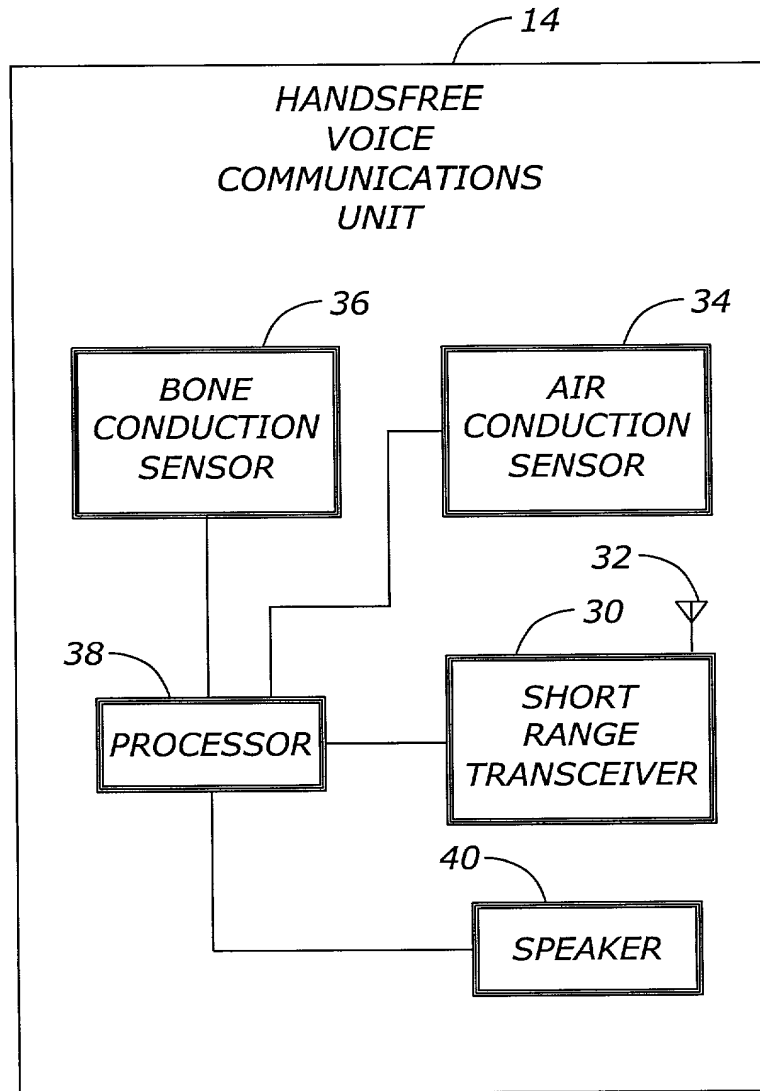 14
HANDSFREE
VOICE
COMMUNICATIONS
UNIT
36
BONE
CONDUCTION
SENSOR
34
AIR
CONDUCTION
SENSOR
32
30
SHORT
RANGE
TRANSCEIVER
38
PROCESSOR
40
SPEAKER